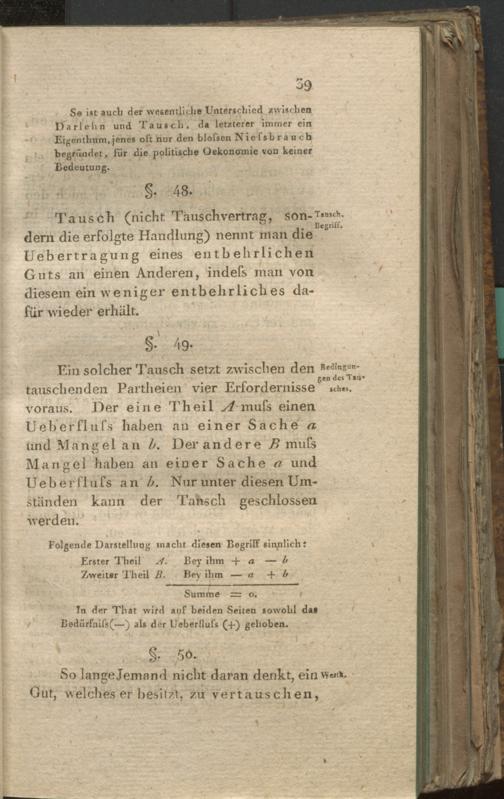 39
So ist auch der wesentliche Unterschied zwischen
Darlehn und Tausch, da letzterer immer ein
Eigenthum, jenes oft nur den bloſsen Nieſsbrauch
begründet, für die politische Oekonomie von keiner
Bedeutung.
§. 48.
Tausch (nicht Tauschvertrag, son-
Tausch.
Begriff.
dern die erfolgte Handlung) nennt man die
Uebertragung eines entbehrlichen
Guts an einen Anderen, indeſs man von
diesem ein weniger entbehrliches da-
für wieder erhält.
§. 49.
Ein solcher Tausch setzt zwischen den
Bedingun-
gen des Tau-
sches.
tauschenden Partheien vier Erfordernisse
voraus. Der eine Theil A muſs einen
Ueberfluſs haben an einer Sache a
und Mangel an b. Der andere B muſs
Mangel haben an einer Sache a und
Ueberfluſs an b. Nur unter diesen Um-
ständen kann der Tausch geschlossen
werden.
Folgende Darstellung macht diesen Begriff sinnlich:
Erster Theil A. Bey ihm + a — b
Zweiter Theil B. Bey ihm — a + b
Summe = 0.
In der That wird auf beiden Seiten sowohl das
Bedürfniſs (—) als der Ueberfluſs (+) gehoben.
§. 50.
So lange Jemand nicht daran denkt, ein
Werth.
Gut, welches er besitzt, zu vertauschen,